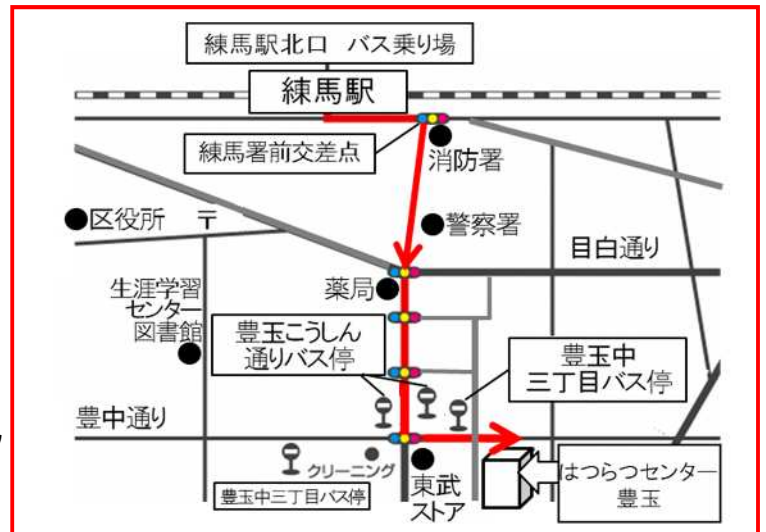 練馬駅北口 バス乗り場
練馬駅
練馬署前交差点
消防署
区役所
〒
警察署
目白通り
生涯学習
センター
図書館
薬局
豊玉こうしん
通りバス停
豊玉中
三丁目バス停
豊中通り
クリーニング
豊玉中三丁目バス停
東武
ストア
はつらつセンター
豊玉